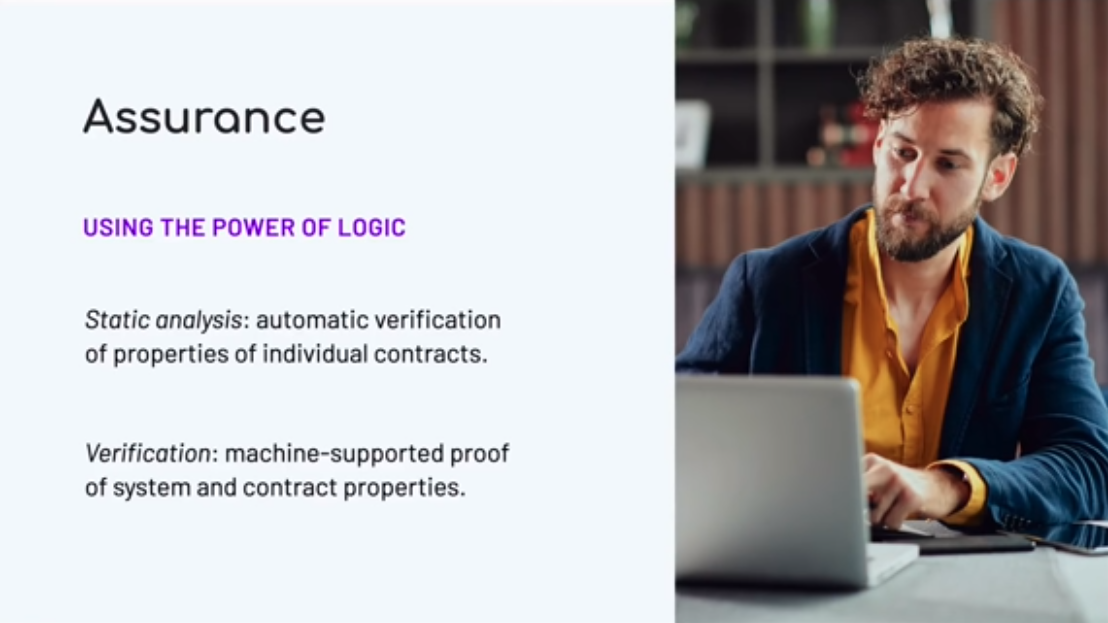 Assurance
USING THE POWER OF LOGIC
Static analysis: automatic verification
of properties of individual contracts.
Verification: machine-supported proof
of system and contract properties.